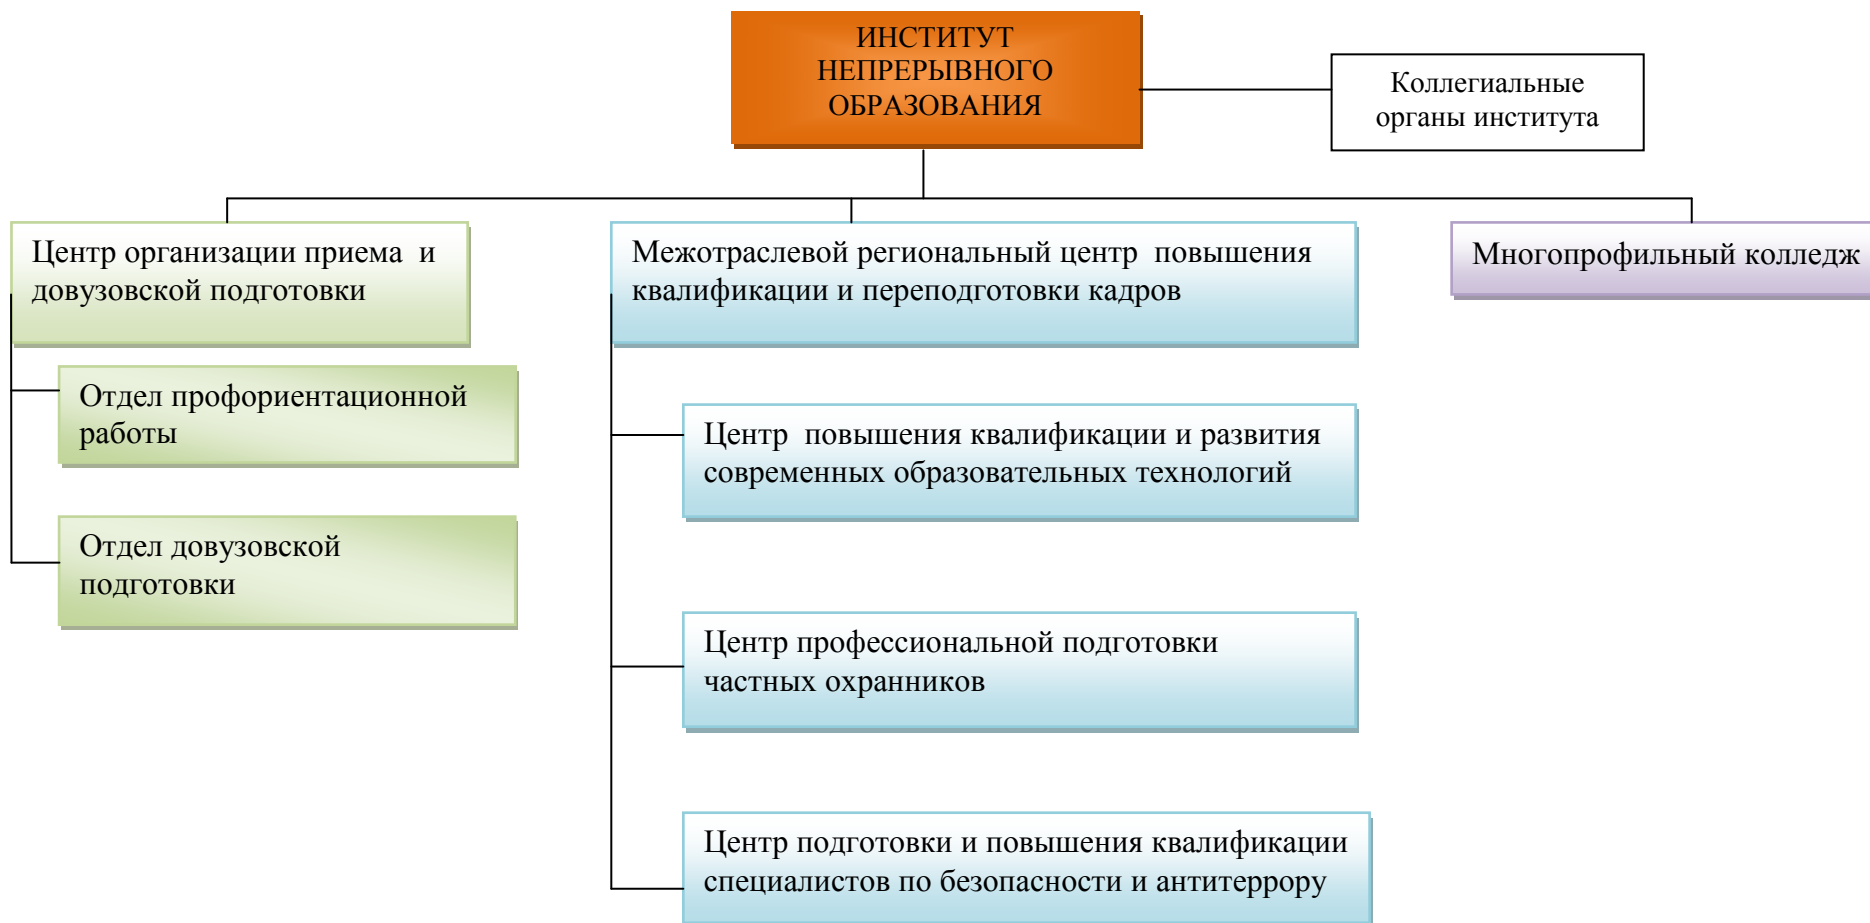 ИНСТИТУТ
НЕПРЕРЫВНОГО
ОБРАЗОВАНИЯ
Коллегиальные
органы института
Центр организации приема и
довузовской подготовки
Отдел профориентационной
работы
Отдел довузовской
подготовки
Межотраслевой региональный центр повышения
квалификации и переподготовки кадров
Центр повышения квалификации и развития
современных образовательных технологий
Центр профессиональной подготовки
частных охранников
Центр подготовки и повышения квалификации
специалистов по безопасности и антитеррору
Многопрофильный колледж